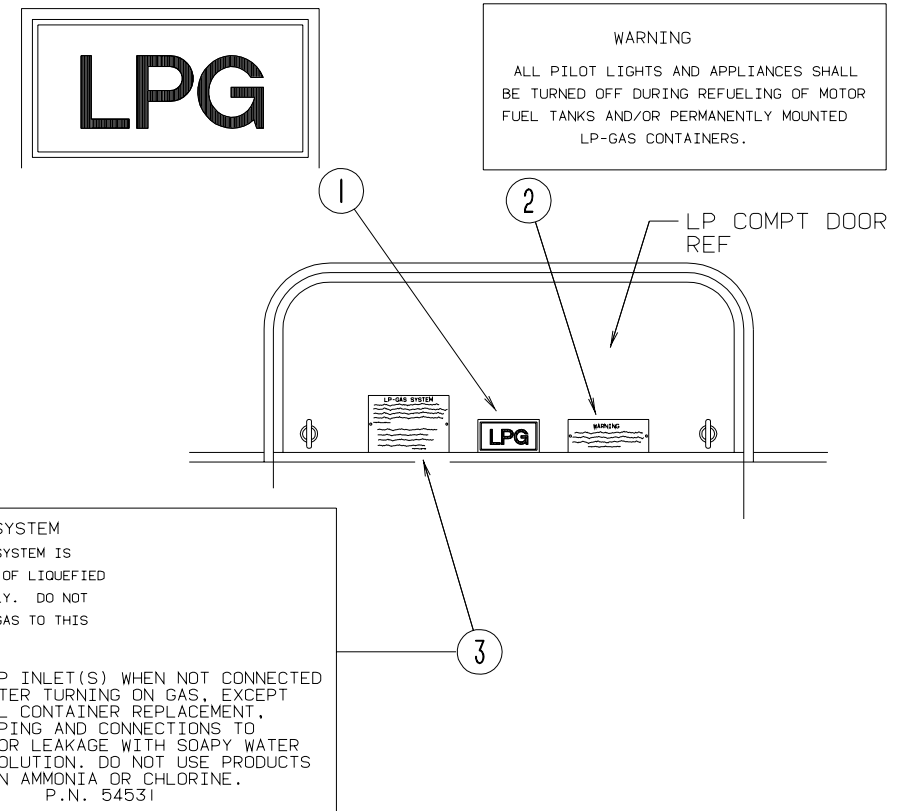 LPG
WARNING
ALL PILOT LIGHTS AND APPLIANCES SHALL
BE TURNED OFF DURING REFUELING OF MOTOR
FUEL TANKS AND/OR PERMANENTLY MOUNTED
LP-GAS CONTAINERS.
1
2
LP COMPT DOOR
REF
LP-GAS SYSTEM
LPG
WARNING
SYSTEM
SYSTEM IS
OF LIQUEFIED
Y. DO NOT
GAS TO THIS
3
P INLET(S) WHEN NOT CONNECTED
TER TURNING ON GAS, EXCEPT
L CONTAINER REPLACEMENT,
PING AND CONNECTIONS TO
OR LEAKAGE WITH SOAPY WATER
OLUTION. DO NOT USE PRODUCTS
N AMMONIA OR CHLORINE.
P.N. 54531